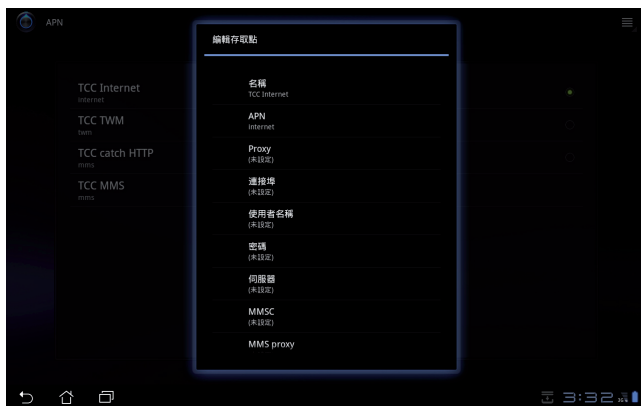 APN
編輯存取點
TCC Internet
internet
TCC TWM
twm
TCC catch HTTP
mms
TCC MMS
mms
名稱
TCC Internet
APN
internet
Proxy
(未設定)
連接埠
(未設定)
使用者名稱
(未設定)
密碼
(未設定)
伺服器
(未設定)
MMSC
(未設定)
MMS proxy
3:32
3G